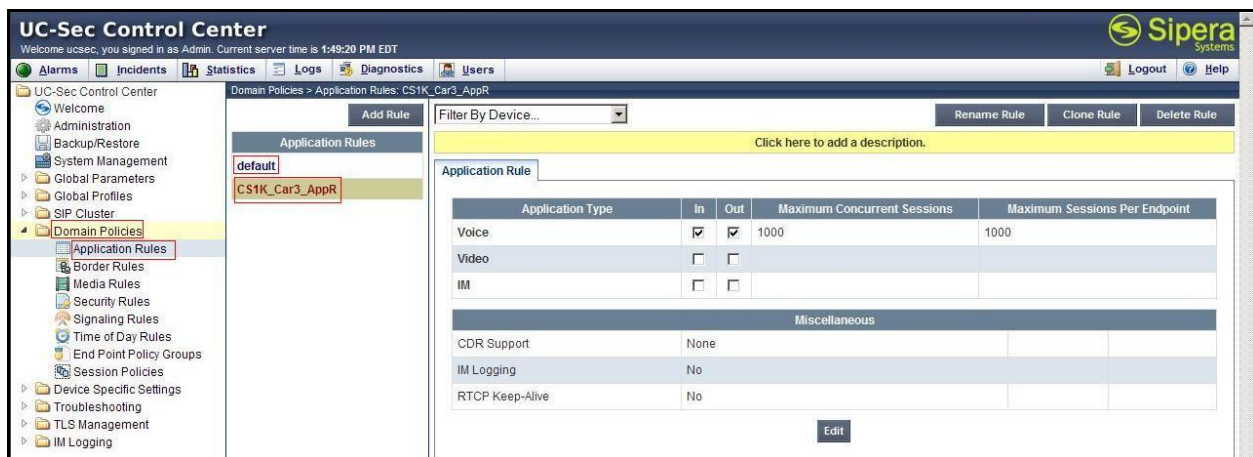 UC-Sec Control Center
Welcome ucsec, you signed in as Admin. Current server time is 1:49:20 PM EDT
Sipera
Systems
Alarms Incidents Statistics Logs Diagnostics Users Logout Help
UC-Sec Control Center
Welcome
Administration
Backup/Restore
System Management
Global Parameters
Global Profiles
SIP Cluster
Domain Policies
Application Rules
Border Rules
Media Rules
Security Rules
Signaling Rules
Time of Day Rules
End Point Policy Groups
Session Policies
Device Specific Settings
Troubleshooting
TLS Management
IM Logging
Domain Policies > Application Rules: CS1K_Car3_AppR
Add Rule
Application Rules
default
CS1K_Car3_AppR
Filter By Device... Rename Rule Clone Rule Delete Rule
Click here to add a description.
Application Rule
Application Type In Out Maximum Concurrent Sessions Maximum Sessions Per Endpoint
Voice 1000 1000
Video
IM
Miscellaneous
CDR Support None
IM Logging No
RTCP Keep-Alive No
Edit